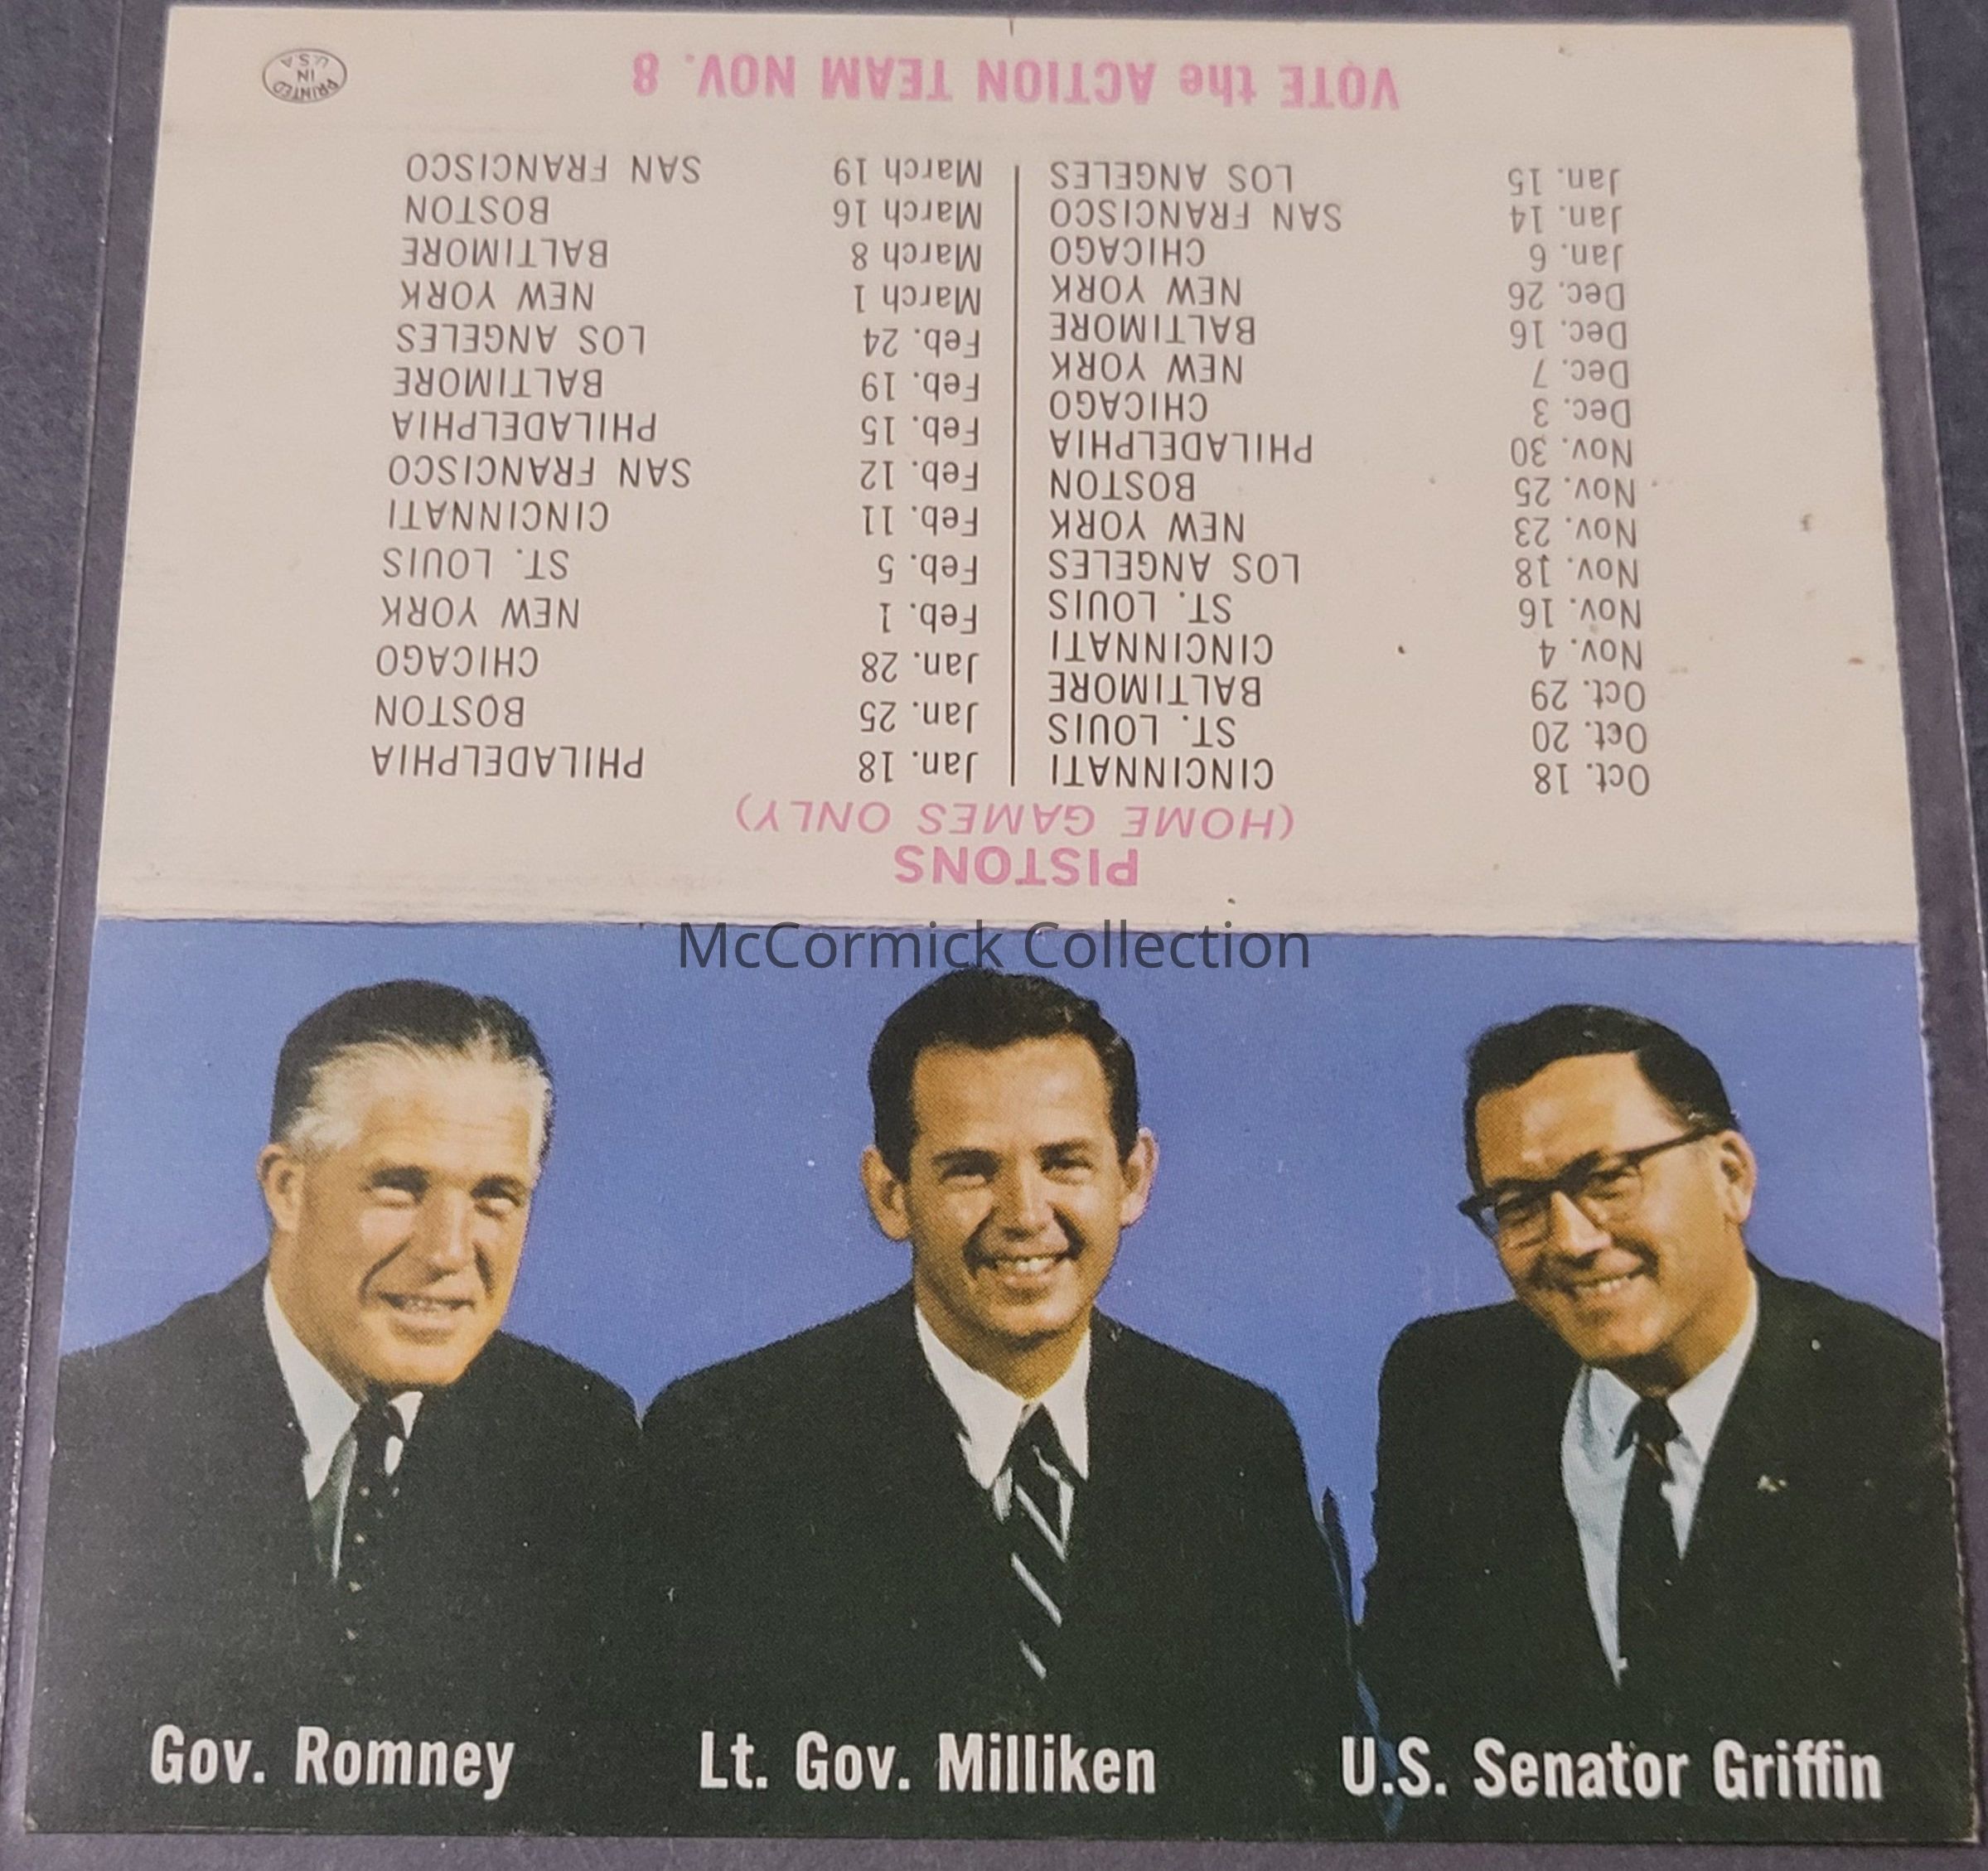 PISTONS
(HOME GAMES ONLY)
Oct. 18 CINCINNATI
Oct. 20 ST. LOUIS
Oct. 29 BALTIMORE
Nov. 4 CINCINNATI
Nov. 16 ST. LOUIS
Nov. 18 LOS ANGELES
Nov. 23 NEW YORK
Nov. 25 BOSTON
Nov. 30 PHILADELPHIA
Dec. 3 CHICAGO
Dec. 7 NEW YORK
Dec. 16 BALTIMORE
Dec. 26 NEW YORK
Jan. 6 CHICAGO
Jan. 14 SAN FRANCISCO
Jan. 15 LOS ANGELES
Jan. 18 PHILADELPHIA
Jan. 25 BOSTON
Jan. 28 CHICAGO
Feb. 1 NEW YORK
Feb. 5 ST. LOUIS
Feb. 11 CINCINNATI
Feb. 12 SAN FRANCISCO
Feb. 15 PHILADELPHIA
Feb. 19 BALTIMORE
Feb. 24 LOS ANGELES
March 1 NEW YORK
March 8 BALTIMORE
March 16 BOSTON
March 19 SAN FRANCISCO
VOTE the ACTION TEAM NOV. 8
PRINTED
IN
U.S.A
McCormick Collection
Gov. Romney
Lt. Gov. Milliken
U.S. Senator Griffin